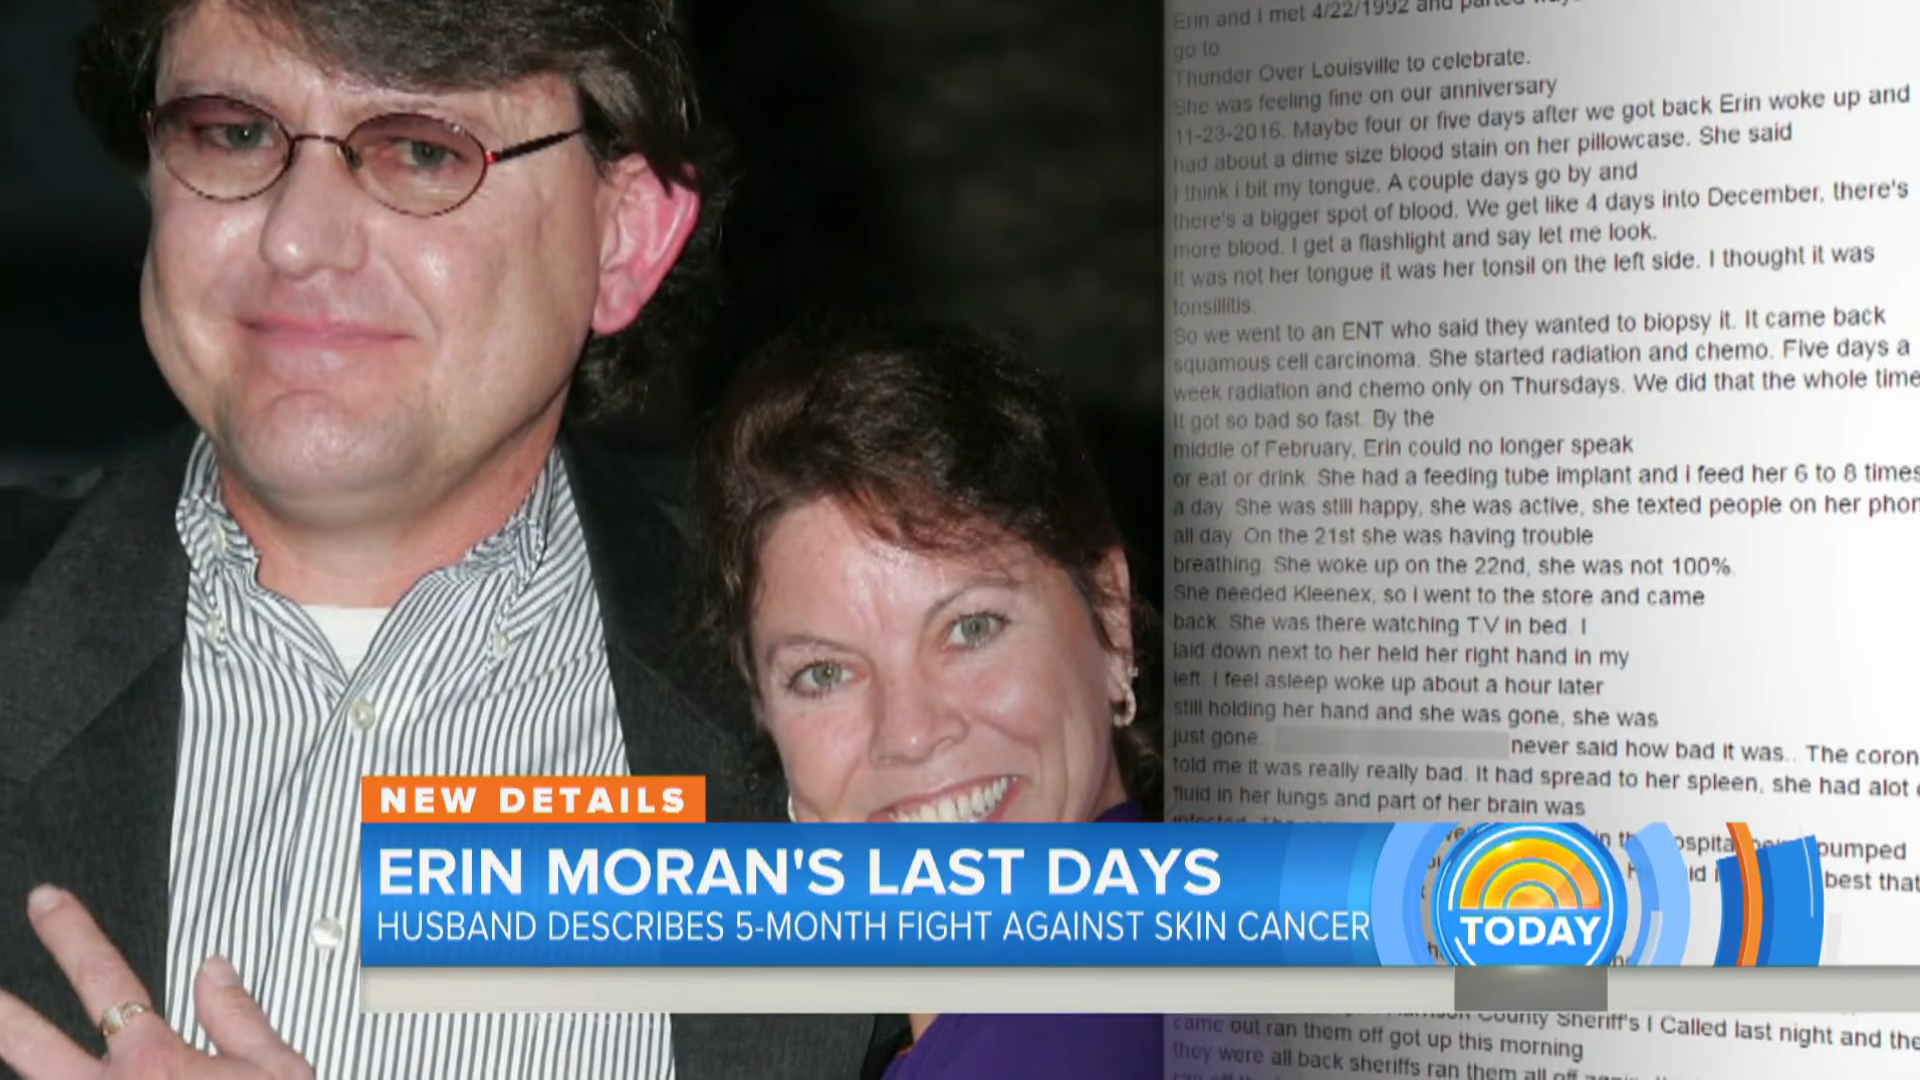 Erin and I met 4/22/1992 and parted
go to
Thunder Over Louisville to celebrate.
She was feeling fine on our anniversary
11-23-2016. Maybe four or five days after we got back Erin woke up and
had about a dime size blood stain on her pillowcase. She said
I think i bit my tongue. A couple days go by and
there's a bigger spot of blood. We get like 4 days into December, there's
more blood. I get a flashlight and say let me look.
It was not her tongue it was her tonsil on the left side. I thought it was
tonsillitis.
So we went to an ENT who said they wanted to biopsy it. It came back
squamous cell carcinoma. She started radiation and chemo. Five days a
week radiation and chemo only on Thursdays. We did that the whole time
It got so bad so fast. By the
middle of February, Erin could no longer speak
or eat or drink. She had a feeding tube implant and i feed her 6 to 8 times
a day. She was still happy, she was active, she texted people on her phon
all day. On the 21st she was having trouble
breathing. She woke up on the 22nd, she was not 100%.
She needed Kleenex, so I went to the store and came
back. She was there watching TV in bed. I
laid down next to her held her right hand in my
left. I feel asleep woke up about a hour later
still holding her hand and she was gone, she was
just gone. never said how bad it was.. The coron
told me it was really really bad. It had spread to her spleen, she had alot
fluid in her lungs and part of her brain was
pumped
best that
NEW DETAILS
ERIN MORAN'S LAST DAYS
HUSBAND DESCRIBES 5-MONTH FIGHT AGAINST SKIN CANCER
TODAY
County Sheriff's I Called last night and the
came out ran them off got up this morning
they were all back sheriffs ran them all off